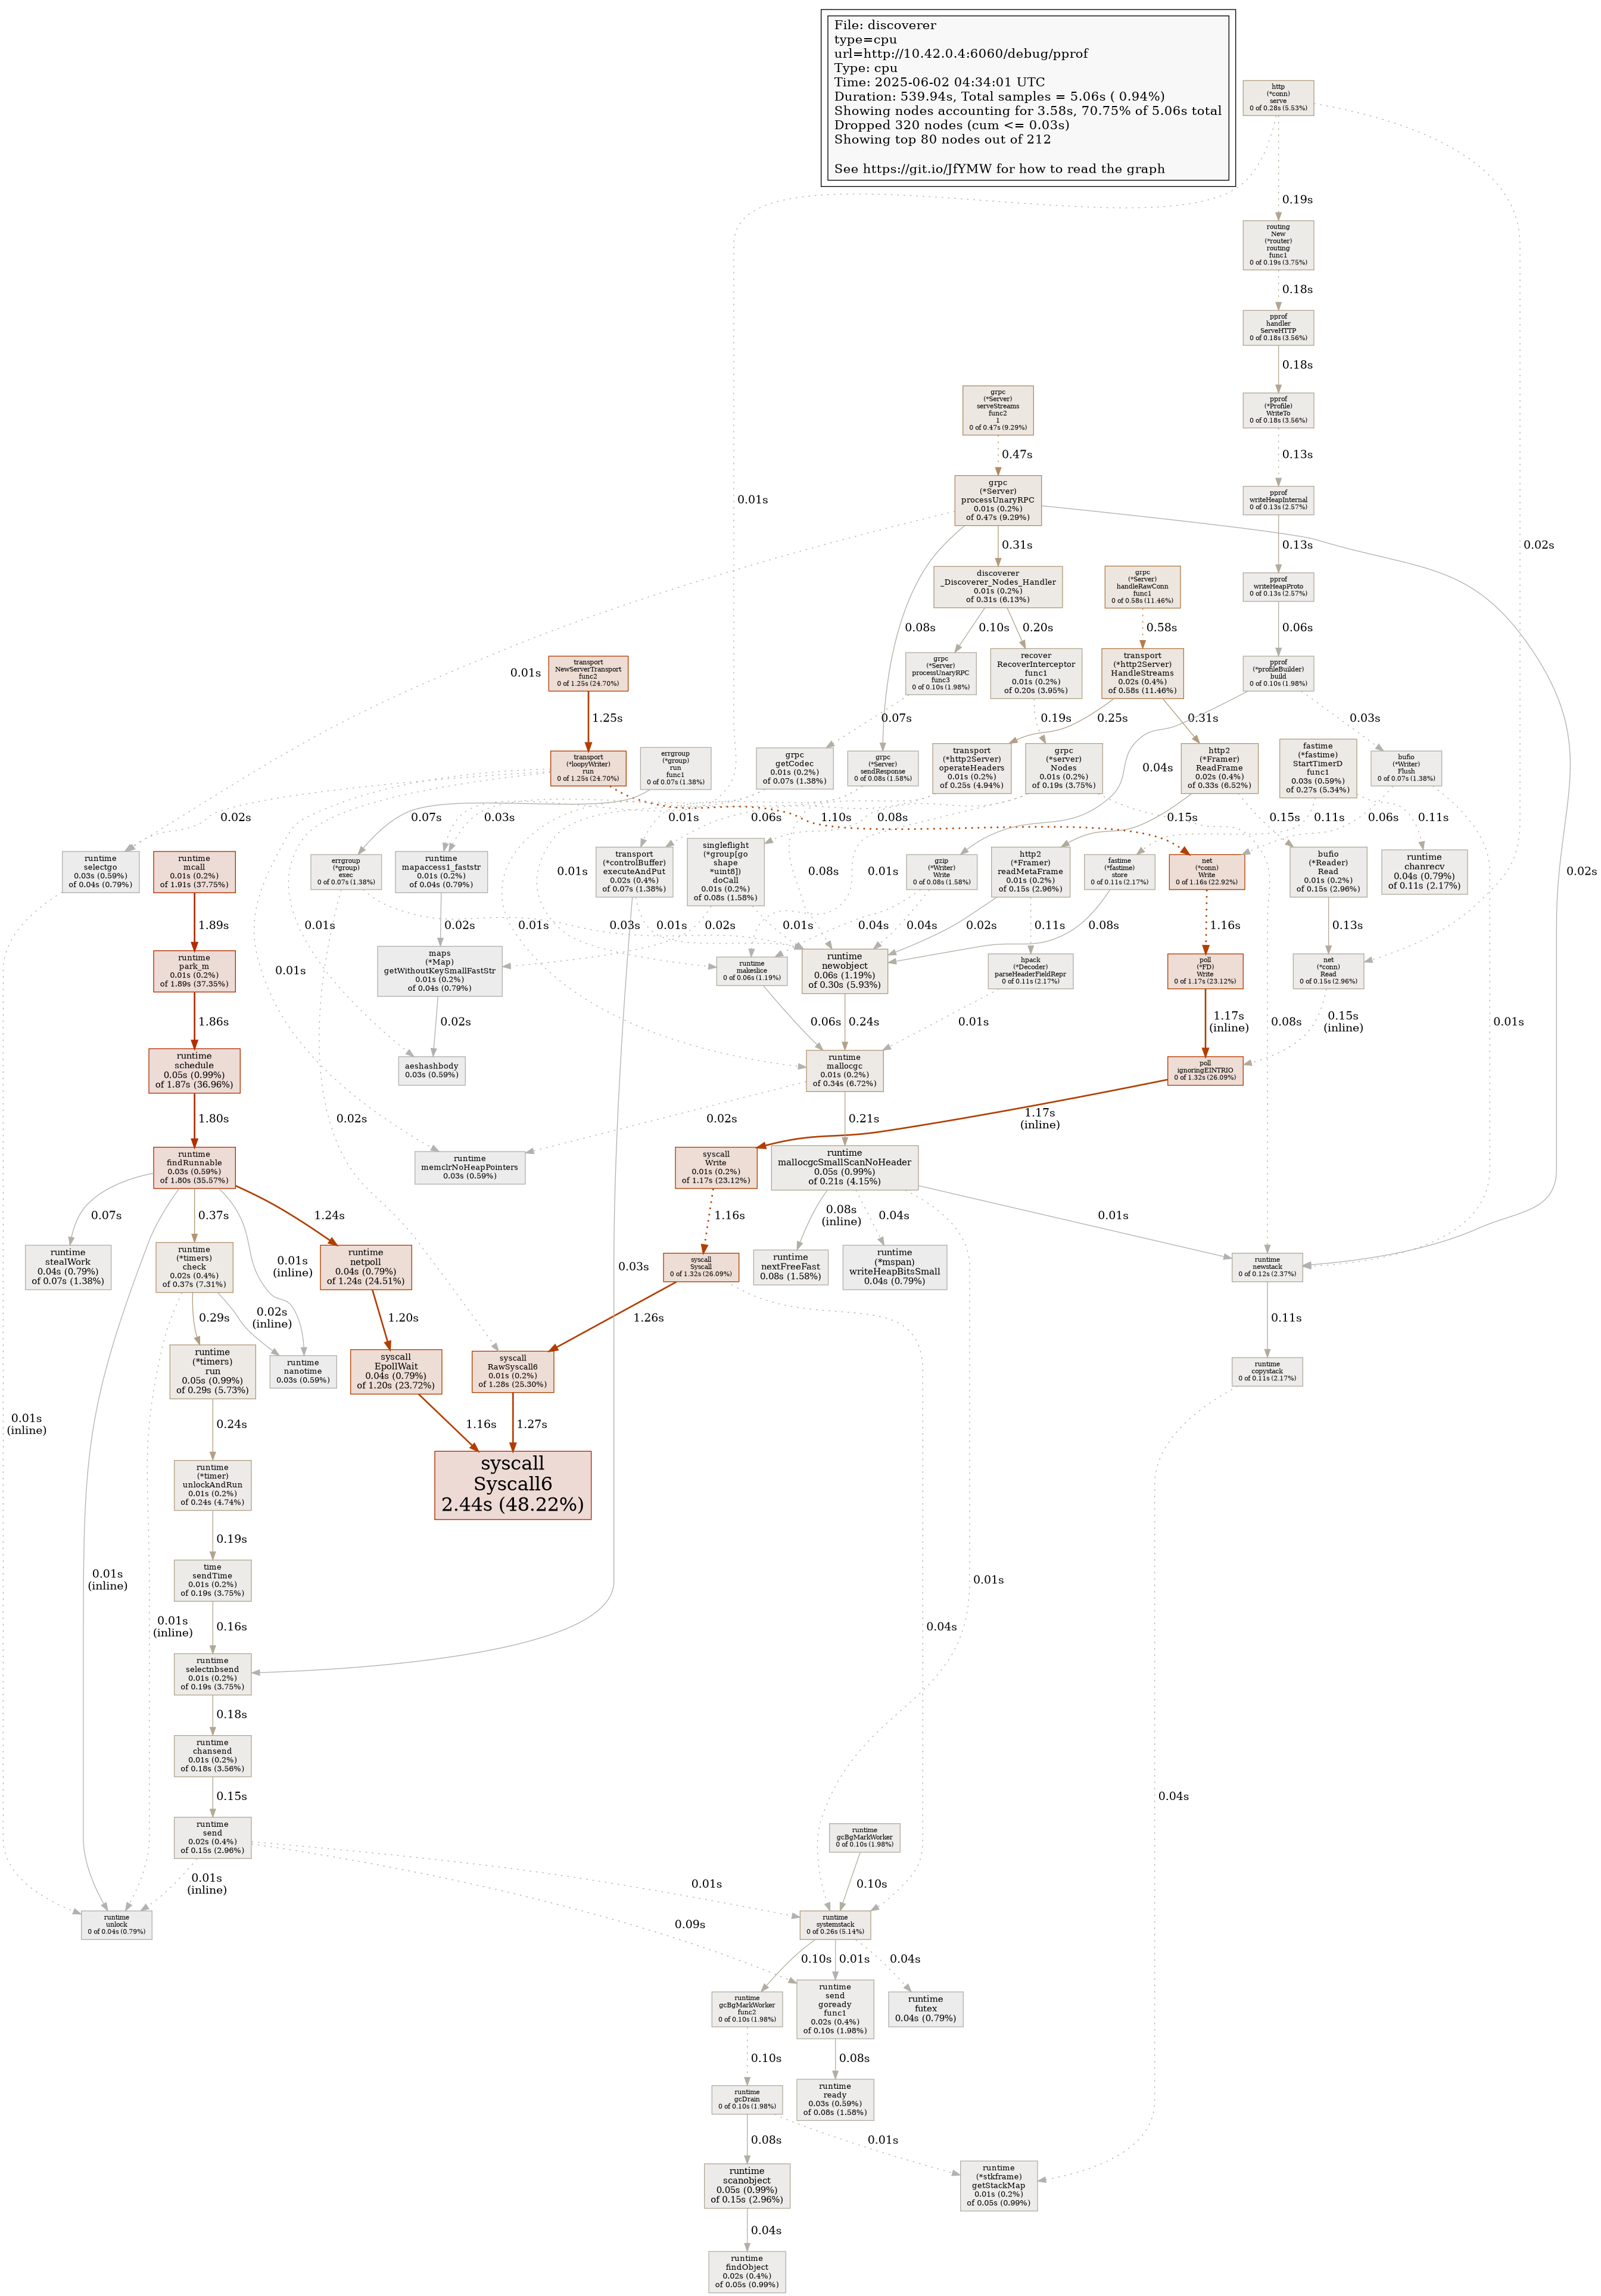 File: discoverer
type=cpu
url=http://10.42.0.4:6060/debug/pprof
Type: cpu
Time: 2025-06-02 04:34:01 UTC
Duration: 539.94s, Total samples = 5.06s ( 0.94%)
Showing nodes accounting for 3.58s, 70.75% of 5.06s total
Dropped 320 nodes (cum <= 0.03s)
Showing top 80 nodes out of 212
See https://git.io/JfYMW for how to read the graph
http
(*conn)
serve
0 of 0.28s (5.53%)
0.19s
routing
New
(*router)
routing
func1
0 of 0.19s (3.75%)
0.18s
pprof
handler
ServeHTTP
0 of 0.18s (3.56%)
0.18s
grpc
(*Server)
serveStreams
func2
1
0 of 0.47s (9.29%)
pprof
(*Profile)
WriteTo
0 of 0.18s (3.56%)
0.47s
0.13s
0.01s
grpc
(*Server)
processUnaryRPC
0.01s (0.2%)
of 0.47s (9.29%)
pprof
writeHeapInternal
0 of 0.13s (2.57%)
0.31s
0.13s
0.02s
discoverer
_Discoverer_Nodes_Handler
0.01s (0.2%)
of 0.31s (6.13%)
grpc
(*Server)
handleRawConn
func1
0 of 0.58s (11.46%)
pprof
writeHeapProto
0 of 0.13s (2.57%)
0.08s
0.10s
0.20s
0.58s
0.06s
0.01s
transport
NewServerTransport
func2
0 of 1.25s (24.70%)
grpc
(*Server)
processUnaryRPC
func3
0 of 0.10s (1.98%)
recover
RecoverInterceptor
func1
0.01s (0.2%)
of 0.20s (3.95%)
transport
(*http2Server)
HandleStreams
0.02s (0.4%)
of 0.58s (11.46%)
pprof
(*profileBuilder)
build
0 of 0.10s (1.98%)
1.25s
0.07s
0.19s
0.25s
0.31s
0.03s
transport
(*loopyWriter)
run
0 of 1.25s (24.70%)
errgroup
(*group)
run
func1
0 of 0.07s (1.38%)
grpc
getCodec
0.01s (0.2%)
of 0.07s (1.38%)
grpc
(*Server)
sendResponse
0 of 0.08s (1.58%)
transport
(*http2Server)
operateHeaders
0.01s (0.2%)
of 0.25s (4.94%)
grpc
(*server)
Nodes
0.01s (0.2%)
of 0.19s (3.75%)
0.04s
http2
(*Framer)
ReadFrame
0.02s (0.4%)
of 0.33s (6.52%)
fastime
(*fastime)
StartTimerD
func1
0.03s (0.59%)
of 0.27s (5.34%)
bufio
(*Writer)
Flush
0 of 0.07s (1.38%)
0.02s
0.07s
0.03s
0.01s
0.06s
1.10s
0.08s
0.15s
0.15s
0.11s
0.06s
0.11s
runtime
selectgo
0.03s (0.59%)
of 0.04s (0.79%)
runtime
mcall
0.01s (0.2%)
of 1.91s (37.75%)
errgroup
(*group)
exec
0 of 0.07s (1.38%)
runtime
mapaccess1_faststr
0.01s (0.2%)
of 0.04s (0.79%)
0.01s
transport
(*controlBuffer)
executeAndPut
0.02s (0.4%)
of 0.07s (1.38%)
singleflight
(*group[go
shape
*uint8])
doCall
0.01s (0.2%)
of 0.08s (1.58%)
0.08s
0.01s
gzip
(*Writer)
Write
0 of 0.08s (1.58%)
http2
(*Framer)
readMetaFrame
0.01s (0.2%)
of 0.15s (2.96%)
fastime
(*fastime)
store
0 of 0.11s (2.17%)
net
(*conn)
Write
0 of 1.16s (22.92%)
bufio
(*Reader)
Read
0.01s (0.2%)
of 0.15s (2.96%)
runtime
chanrecv
0.04s (0.79%)
of 0.11s (2.17%)
0.02s
1.89s
0.01s
0.02s
0.01s
0.03s
0.01s
0.02s
0.01s
0.04s
0.04s
0.02s
0.11s
0.08s
1.16s
0.13s
runtime
park_m
0.01s (0.2%)
of 1.89s (37.35%)
0.01s
maps
(*Map)
getWithoutKeySmallFastStr
0.01s (0.2%)
of 0.04s (0.79%)
runtime
makeslice
0 of 0.06s (1.19%)
runtime
newobject
0.06s (1.19%)
of 0.30s (5.93%)
hpack
(*Decoder)
parseHeaderFieldRepr
0 of 0.11s (2.17%)
poll
(*FD)
Write
0 of 1.17s (23.12%)
net
(*conn)
Read
0 of 0.15s (2.96%)
1.86s
0.02s
0.06s
0.24s
0.01s
1.17s
(inline)
0.08s
0.15s
(inline)
0.01s
runtime
schedule
0.05s (0.99%)
of 1.87s (36.96%)
aeshashbody
0.03s (0.59%)
runtime
mallocgc
0.01s (0.2%)
of 0.34s (6.72%)
poll
ignoringEINTRIO
0 of 1.32s (26.09%)
1.80s
0.02s
0.02s
0.21s
1.17s
(inline)
runtime
findRunnable
0.03s (0.59%)
of 1.80s (35.57%)
runtime
memclrNoHeapPointers
0.03s (0.59%)
syscall
Write
0.01s (0.2%)
of 1.17s (23.12%)
runtime
mallocgcSmallScanNoHeader
0.05s (0.99%)
of 0.21s (4.15%)
0.07s
0.37s
1.24s
1.16s
0.08s
(inline)
0.04s
0.01s
0.01s
(inline)
0.03s
runtime
stealWork
0.04s (0.79%)
of 0.07s (1.38%)
runtime
(*timers)
check
0.02s (0.4%)
of 0.37s (7.31%)
runtime
netpoll
0.04s (0.79%)
of 1.24s (24.51%)
syscall
Syscall
0 of 1.32s (26.09%)
runtime
nextFreeFast
0.08s (1.58%)
runtime
(*mspan)
writeHeapBitsSmall
0.04s (0.79%)
runtime
newstack
0 of 0.12s (2.37%)
0.29s
0.02s
(inline)
1.20s
1.26s
0.11s
runtime
(*timers)
run
0.05s (0.99%)
of 0.29s (5.73%)
runtime
nanotime
0.03s (0.59%)
syscall
EpollWait
0.04s (0.79%)
of 1.20s (23.72%)
syscall
RawSyscall6
0.01s (0.2%)
of 1.28s (25.30%)
runtime
copystack
0 of 0.11s (2.17%)
0.01s
(inline)
0.24s
1.16s
1.27s
runtime
(*timer)
unlockAndRun
0.01s (0.2%)
of 0.24s (4.74%)
syscall
Syscall6
2.44s (48.22%)
0.19s
0.01s
(inline)
time
sendTime
0.01s (0.2%)
of 0.19s (3.75%)
0.01s
0.01s
(inline)
0.16s
0.04s
runtime
selectnbsend
0.01s (0.2%)
of 0.19s (3.75%)
0.18s
runtime
chansend
0.01s (0.2%)
of 0.18s (3.56%)
0.15s
0.04s
runtime
send
0.02s (0.4%)
of 0.15s (2.96%)
runtime
gcBgMarkWorker
0 of 0.10s (1.98%)
0.01s
(inline)
0.01s
0.10s
runtime
unlock
0 of 0.04s (0.79%)
0.09s
runtime
systemstack
0 of 0.26s (5.14%)
0.10s
0.01s
0.04s
runtime
gcBgMarkWorker
func2
0 of 0.10s (1.98%)
runtime
send
goready
func1
0.02s (0.4%)
of 0.10s (1.98%)
runtime
futex
0.04s (0.79%)
0.10s
0.08s
runtime
gcDrain
0 of 0.10s (1.98%)
runtime
ready
0.03s (0.59%)
of 0.08s (1.58%)
0.08s
0.01s
runtime
scanobject
0.05s (0.99%)
of 0.15s (2.96%)
runtime
(*stkframe)
getStackMap
0.01s (0.2%)
of 0.05s (0.99%)
0.04s
runtime
findObject
0.02s (0.4%)
of 0.05s (0.99%)